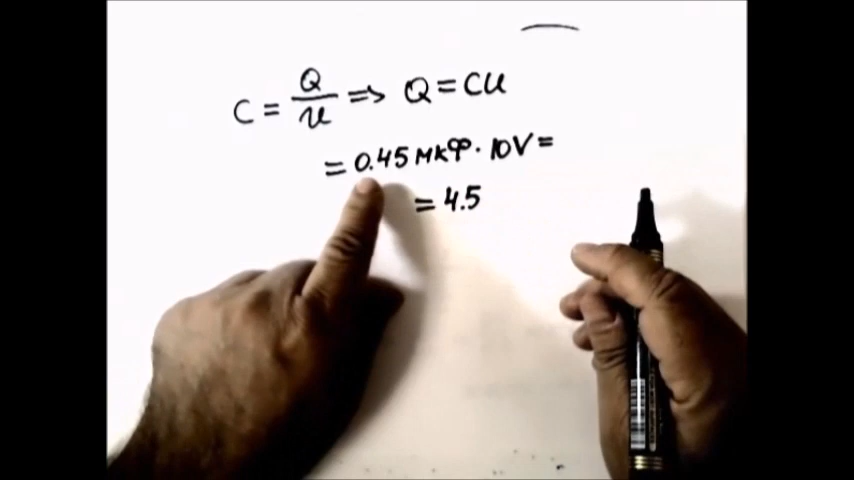 C = Q/U => Q = CU
= 0.45 мкф · 10V =
= 4.5